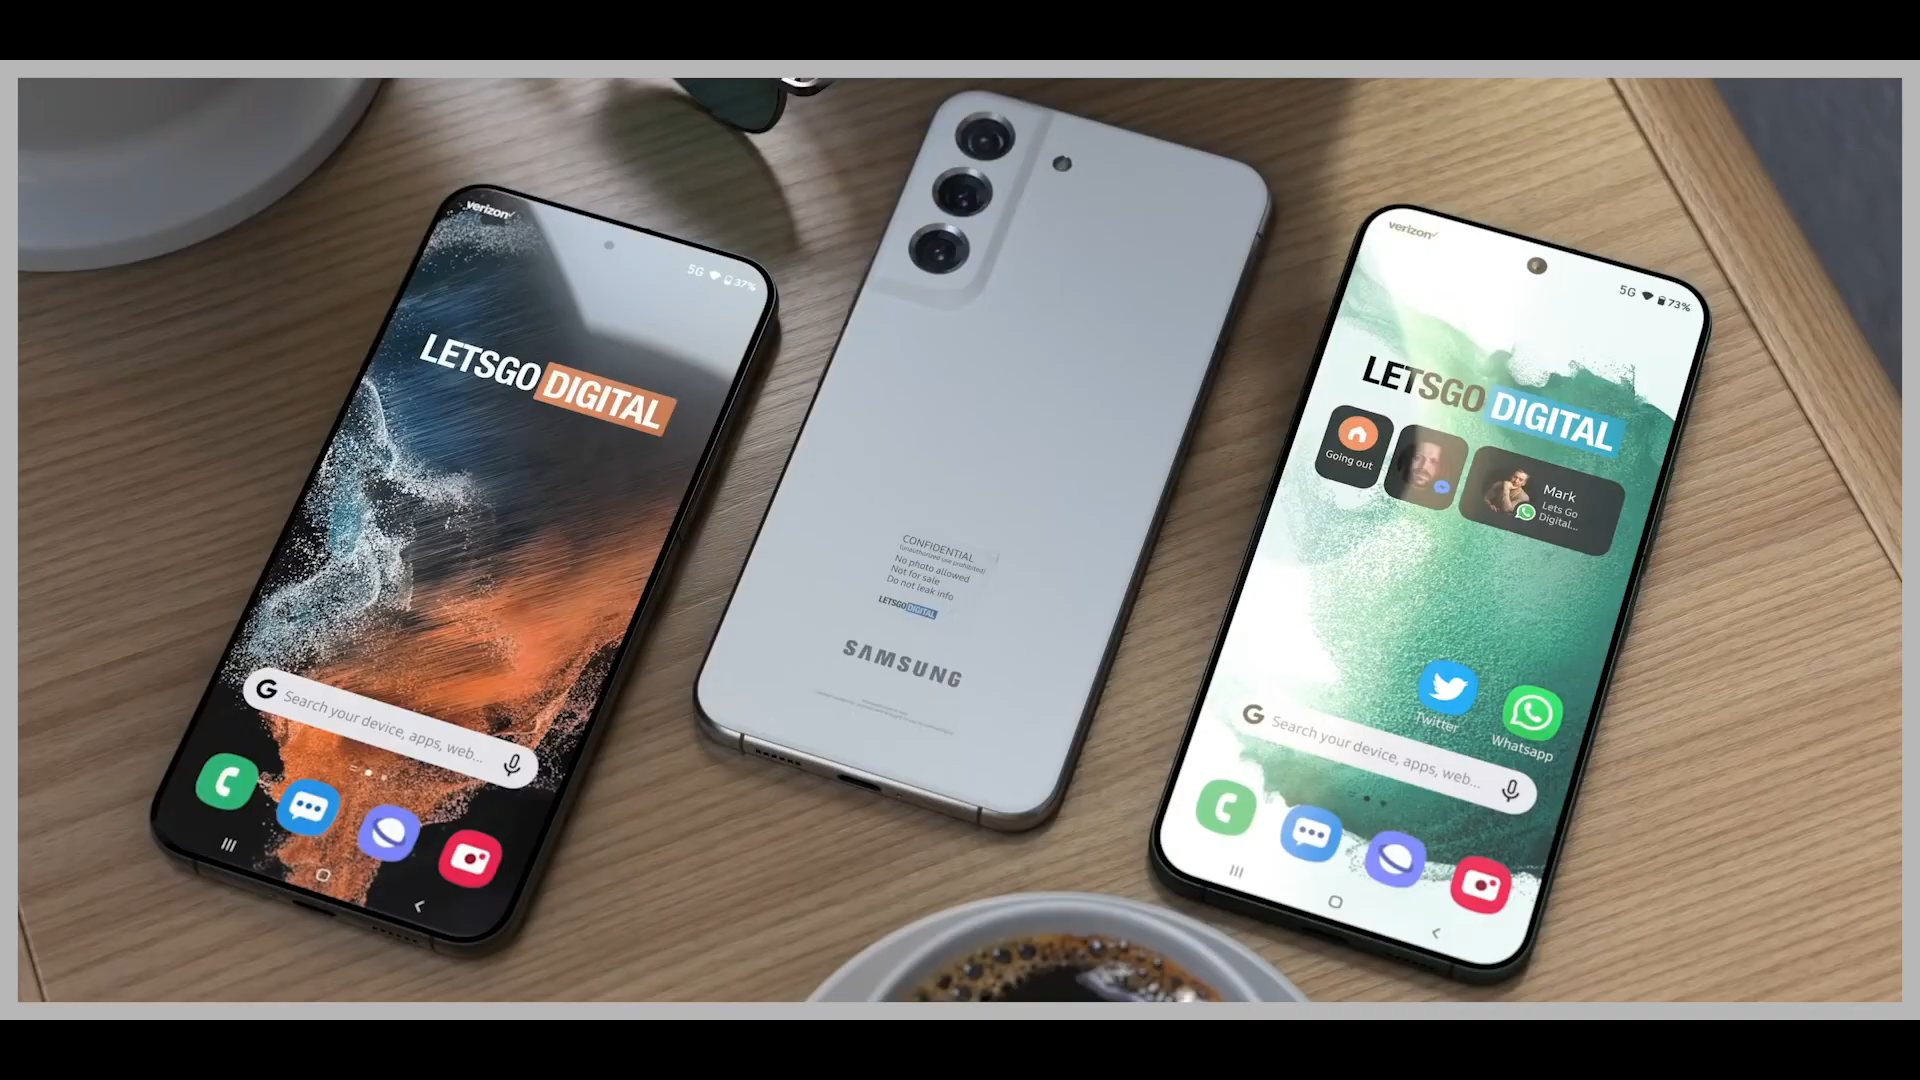 verizon✓
5G 37%
LETSGO DIGITAL
G Search your device, apps, web...
CONFIDENTIAL
(unauthorized use prohibited)
No photo allowed
Not for sale
Do not leak info
LETSGODIGITAL
SAMSUNG
verizon✓
5G 73%
LETSGO DIGITAL
Going out
Mark
Lets Go
Digital...
Twitter
Whatsapp
G Search your device, apps, web...